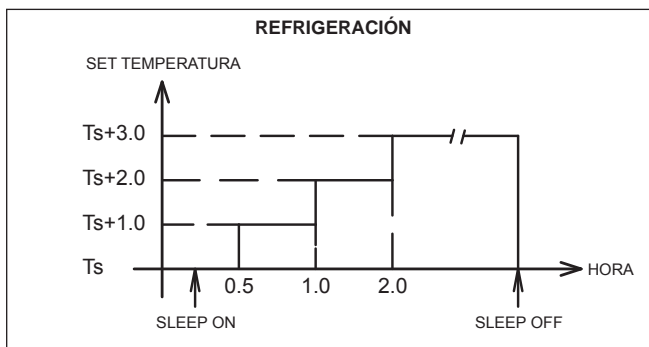 REFRIGERACIÓN
SET TEMPERATURA
Ts+3.0
Ts+2.0
Ts+1.0
Ts
HORA
0.5 1.0 2.0
SLEEP ON SLEEP OFF